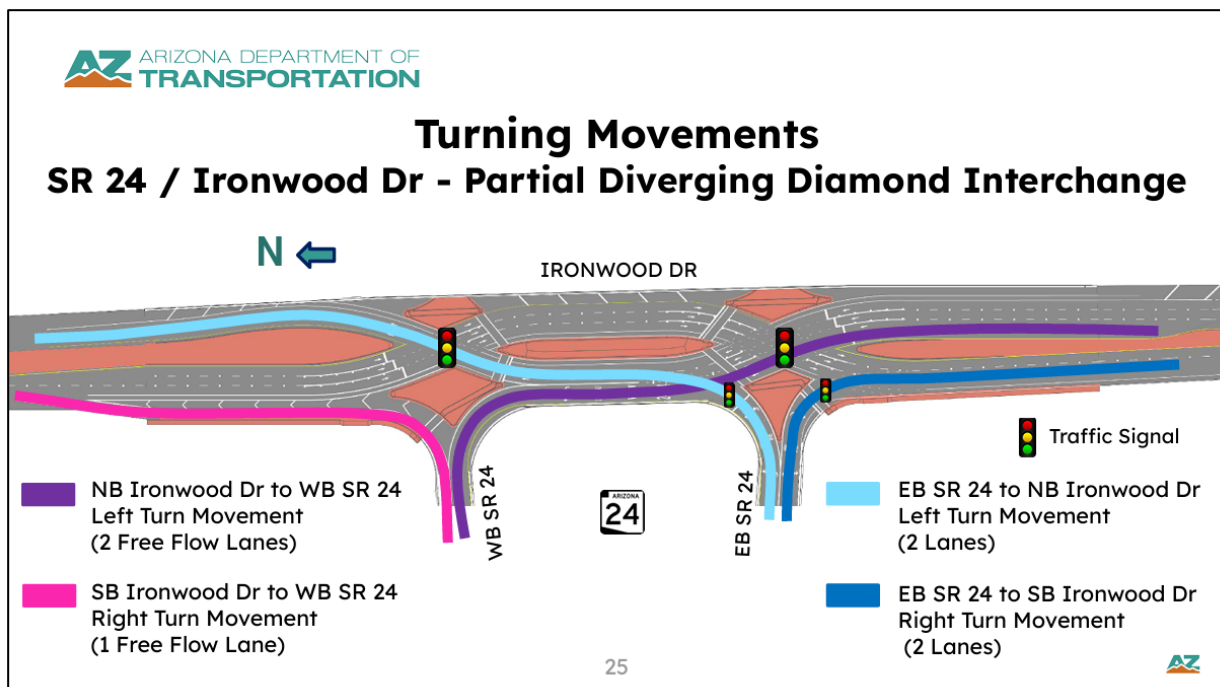 AZ ARIZONA DEPARTMENT OF
TRANSPORTATION
Turning Movements
SR 24 / Ironwood Dr - Partial Diverging Diamond Interchange
N
IRONWOOD DR
WB SR 24
ARIZONA
24
EB SR 24
Traffic Signal
NB Ironwood Dr to WB SR 24
Left Turn Movement
(2 Free Flow Lanes)
SB Ironwood Dr to WB SR 24
Right Turn Movement
(1 Free Flow Lane)
EB SR 24 to NB Ironwood Dr
Left Turn Movement
(2 Lanes)
EB SR 24 to SB Ironwood Dr
Right Turn Movement
(2 Lanes)
25
AZ